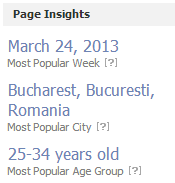 Page Insights
March 24, 2013
Most Popular Week [?]
Bucharest, Bucuresti,
Romania
Most Popular City [?]
25-34 years old
Most Popular Age Group [?]